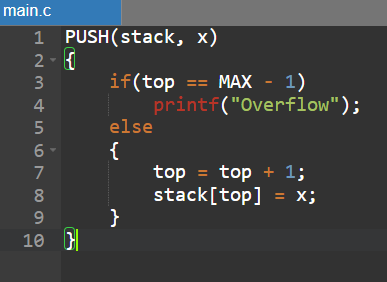 main.c
1 PUSH(stack, x)
2 {
3     if(top == MAX - 1)
4         printf("Overflow");
5     else
6     {
7         top = top + 1;
8         stack[top] = x;
9     }
10 }